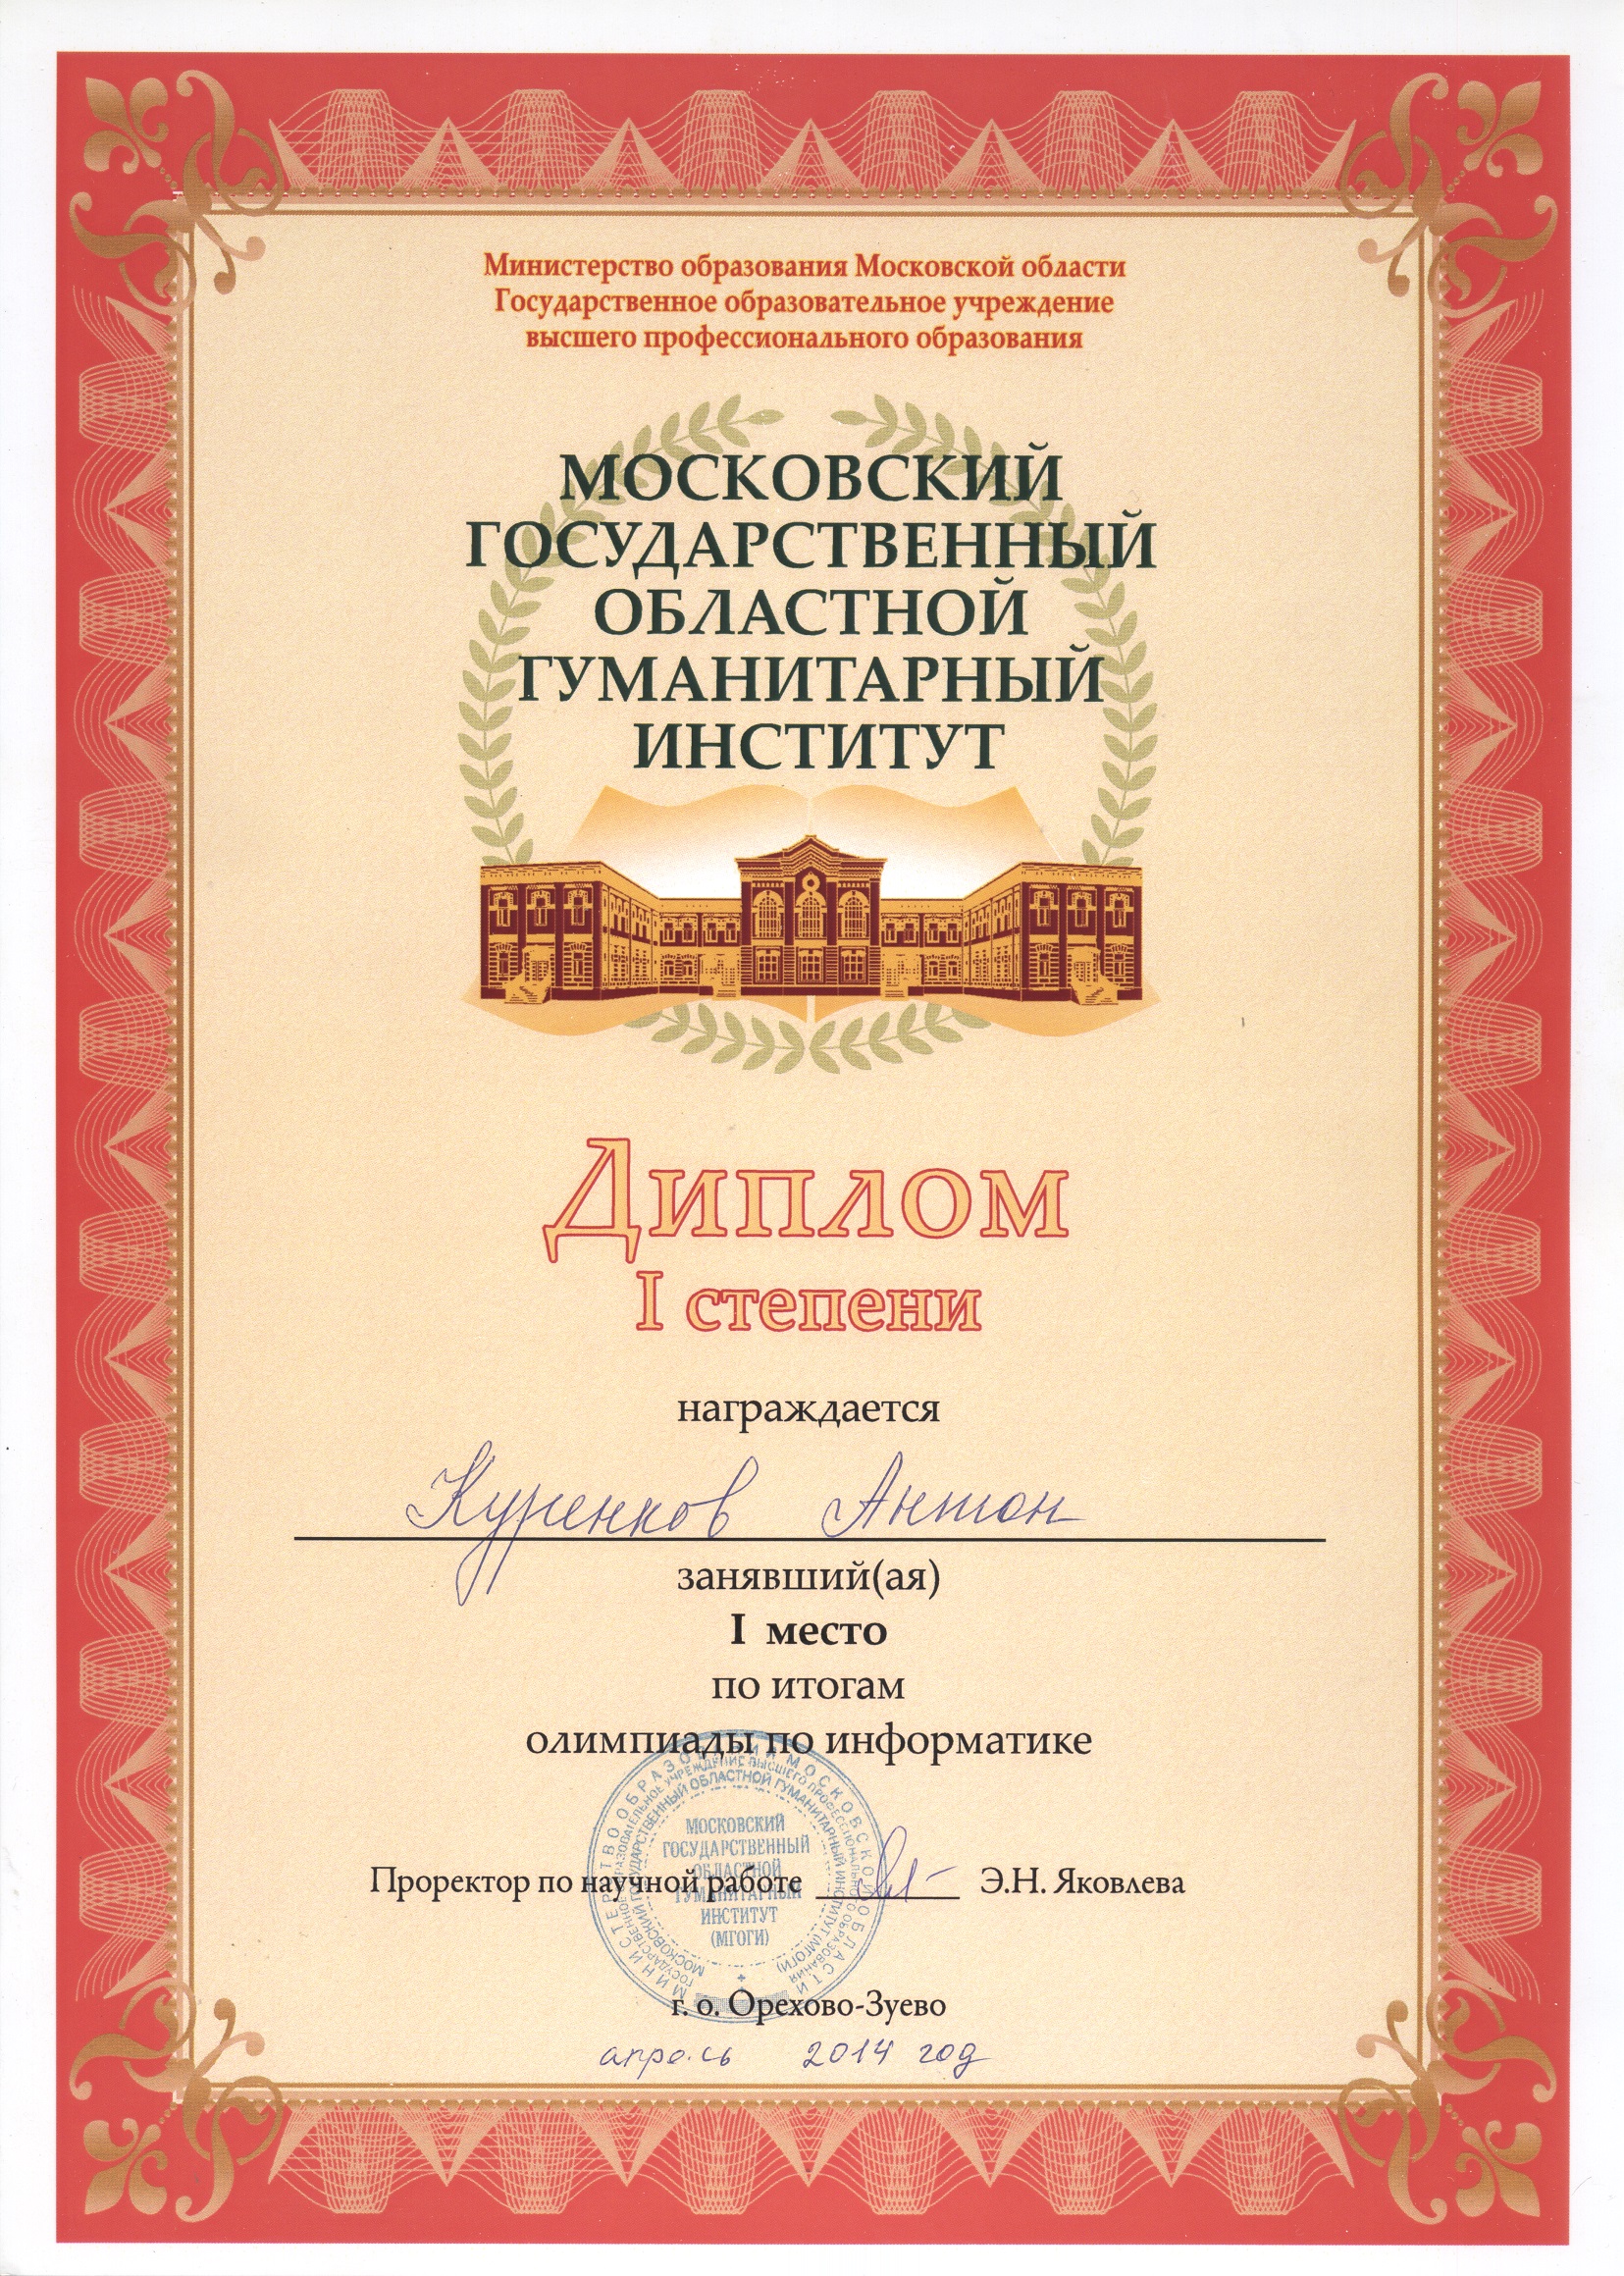 Министерство образования Московской области
Государственное образовательное учреждение
высшего профессионального образования
МОСКОВСКИЙ
ГОСУДАРСТВЕННЫЙ
ОБЛАСТНОЙ
ГУМАНИТАРНЫЙ
ИНСТИТУТ
Диплом
I степени
награждается
Куренков Антон
занявший(ая)
I место
по итогам
олимпиады по информатике
МИНИСТЕРСТВО ОБРАЗОВАНИЯ МОСКОВСКОЙ ОБЛАСТИ
ГОСУДАРСТВЕННОЕ ОБРАЗОВАТЕЛЬНОЕ УЧРЕЖДЕНИЕ ВЫСШЕГО ПРОФЕССИОНАЛЬНОГО ОБРАЗОВАНИЯ
МОСКОВСКИЙ ГОСУДАРСТВЕННЫЙ ОБЛАСТНОЙ ГУМАНИТАРНЫЙ ИНСТИТУТ (МГОГИ)
МОСКОВСКИЙ
ГОСУДАРСТВЕННЫЙ
ОБЛАСТНОЙ
ГУМАНИТАРНЫЙ
ИНСТИТУТ
(МГОГИ)
Проректор по научной работе Э.Н. Яковлева
г. о. Орехово-Зуево
апрель 2014 год